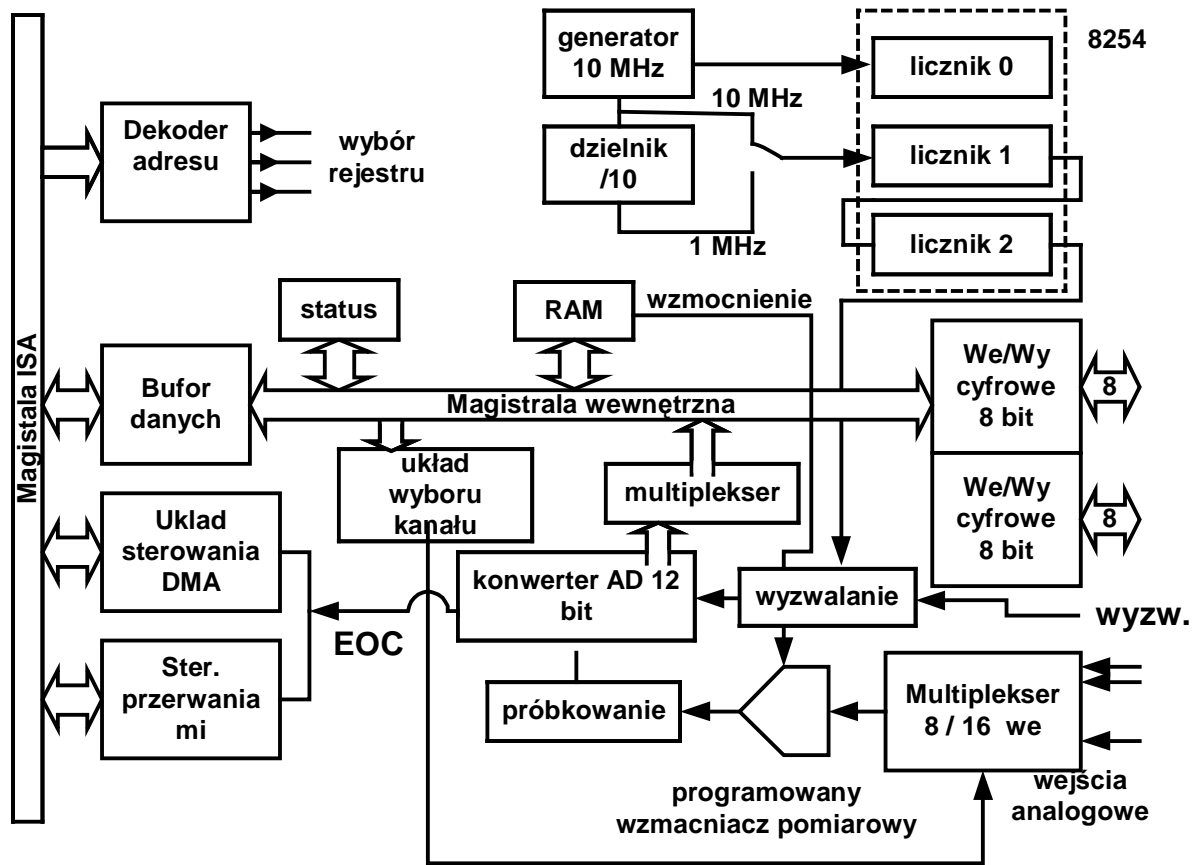 generator
10 MHz
8254
licznik 0
10 MHz
Dekoder
adresu
wybór
rejestru
dzielnik
/10
licznik 1
1 MHz
licznik 2
status
RAM
wzmocnienie
Magistala ISA
Bufor
danych
Magistrala wewnętrzna
We/Wy
cyfrowe
8 bit
8
układ
wyboru
kanału
multiplekser
We/Wy
cyfrowe
8 bit
8
Uklad
sterowania
DMA
konwerter AD 12
bit
wyzwalanie
wyzw.
EOC
Ster.
przerwania
mi
próbkowanie
Multiplekser
8 / 16 we
wejścia
analogowe
programowany
wzmacniacz pomiarowy